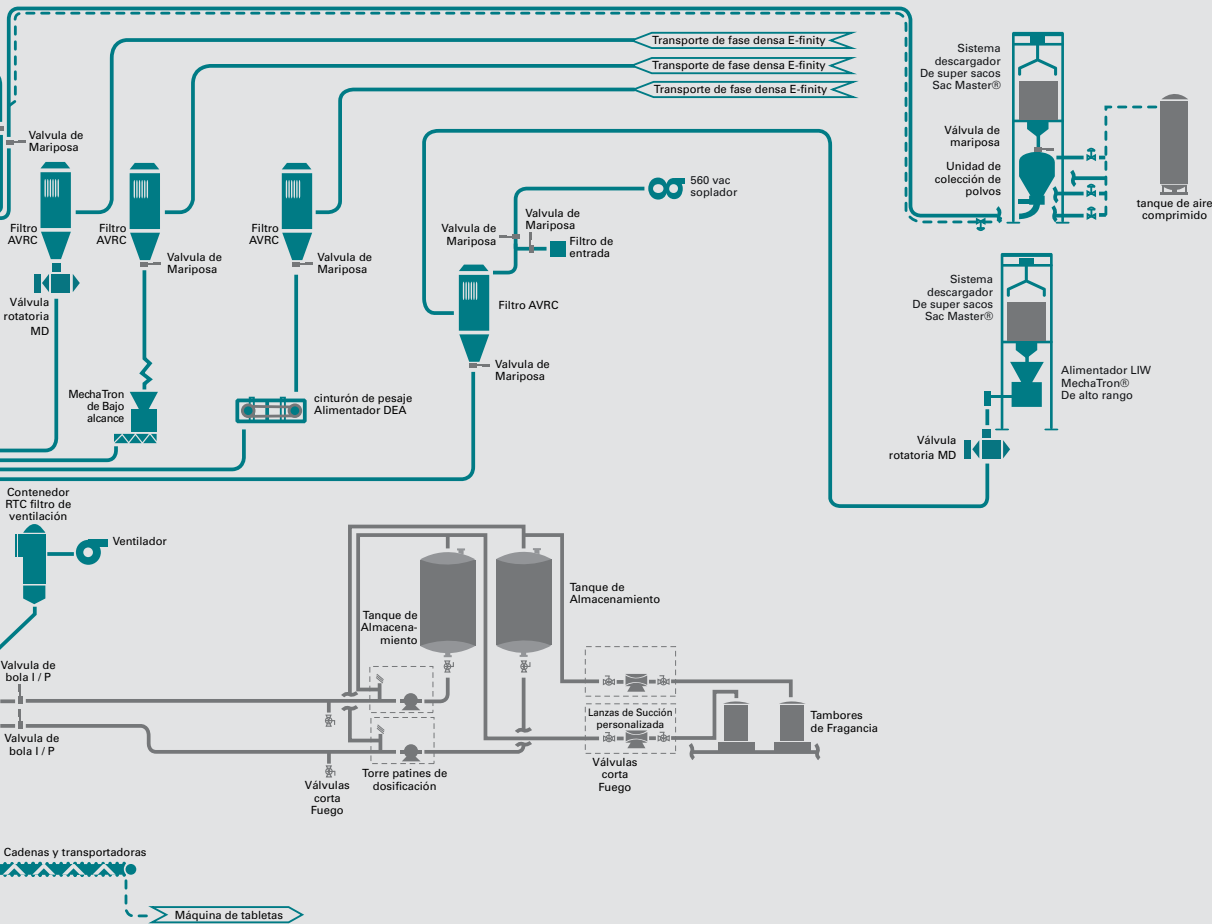 Transporte de fase densa E-finity
Transporte de fase densa E-finity
Transporte de fase densa E-finity
Sistema
descargador
De super sacos
Sac Master®
Válvula de
mariposa
Unidad de
colección de
polvos
tanque de aire
comprimido
Valvula de
Mariposa
Filtro
AVRC
Filtro
AVRC
Filtro
AVRC
Valvula de
Mariposa
Valvula de
Mariposa
Válvula
rotatoria
MD
560 vac
soplador
Valvula de
Mariposa
Valvula de
Mariposa
Filtro de
entrada
Filtro AVRC
Valvula de
Mariposa
Sistema
descargador
De super sacos
Sac Master®
Alimentador LIW
MechaTron®
De alto rango
Válvula
rotatoria MD
MechaTron
de Bajo
alcance
cinturón de pesaje
Alimentador DEA
Contenedor
RTC filtro de
ventilación
Ventilador
Tanque de
Almacena-
miento
Tanque de
Almacenamiento
Valvula de
bola I / P
Valvula de
bola I / P
Lanzas de Succión
personalizada
Tambores
de Fragancia
Válvulas
corta
Fuego
Torre patines de
dosificación
Válvulas
corta
Fuego
Cadenas y transportadoras
Máquina de tabletas